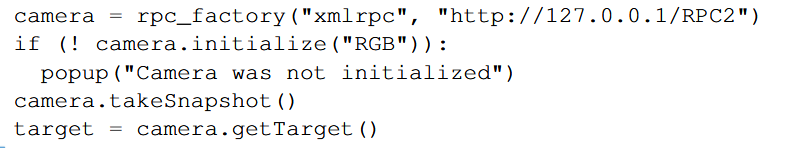 camera = rpc_factory("xmlrpc", "http://127.0.0.1/RPC2")
if (! camera.initialize("RGB")):
  popup("Camera was not initialized")
camera.takeSnapshot()
target = camera.getTarget()